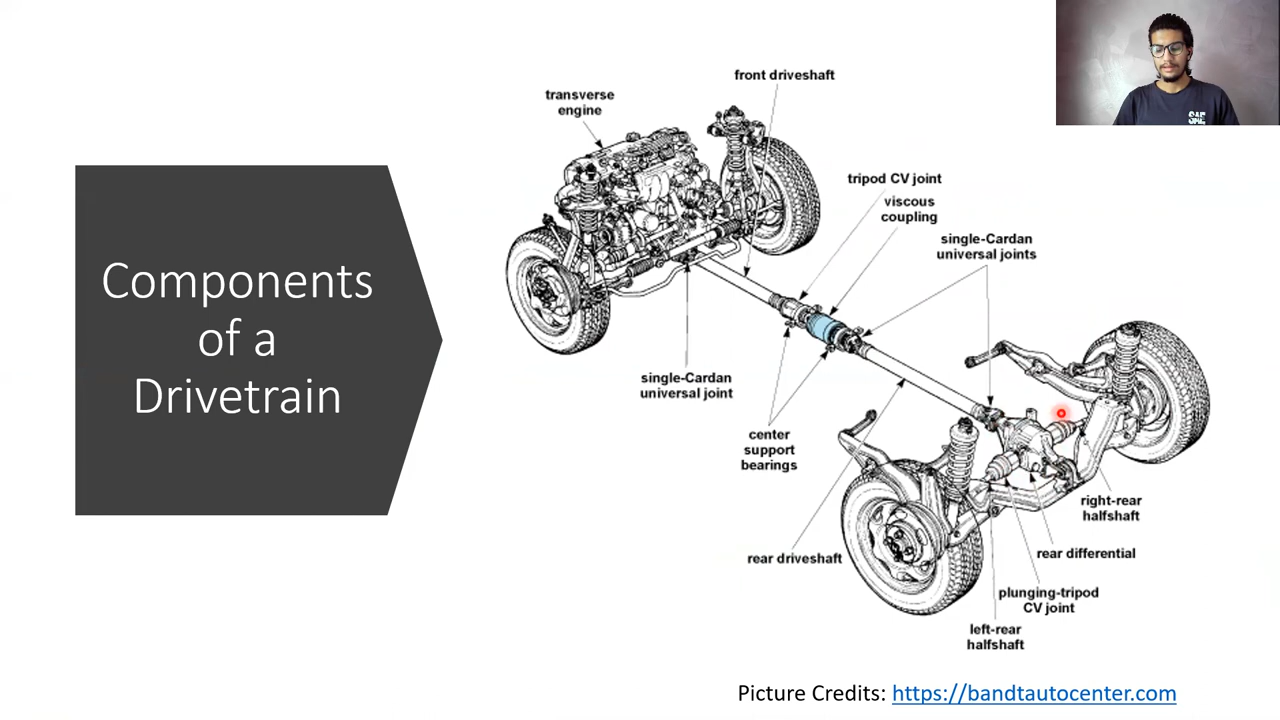 SAE
front driveshaft
transverse
engine
tripod CV joint
viscous
coupling
single-Cardan
universal joints
Components
of a
Drivetrain
single-Cardan
universal joint
center
support
bearings
right-rear
halfshaft
rear driveshaft
rear differential
plunging-tripod
CV joint
left-rear
halfshaft
Picture Credits: https://bandtautocenter.com